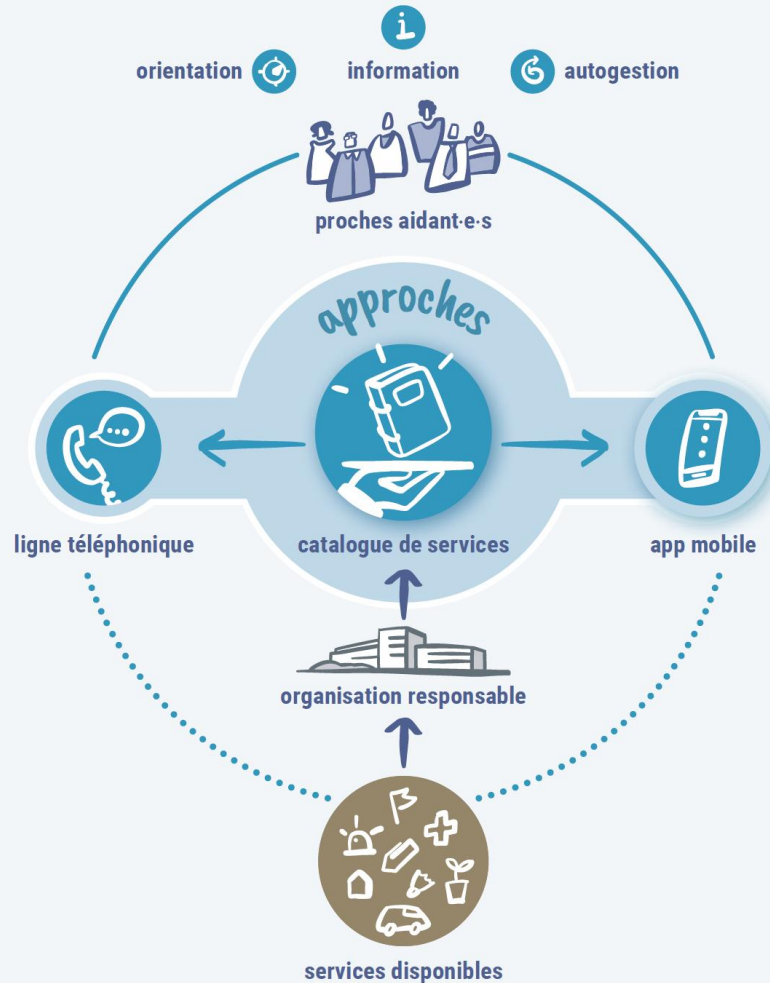 orientation
information
autogestion
proches aidant·e·s
approches
ligne téléphonique
catalogue de services
app mobile
organisation responsable
services disponibles